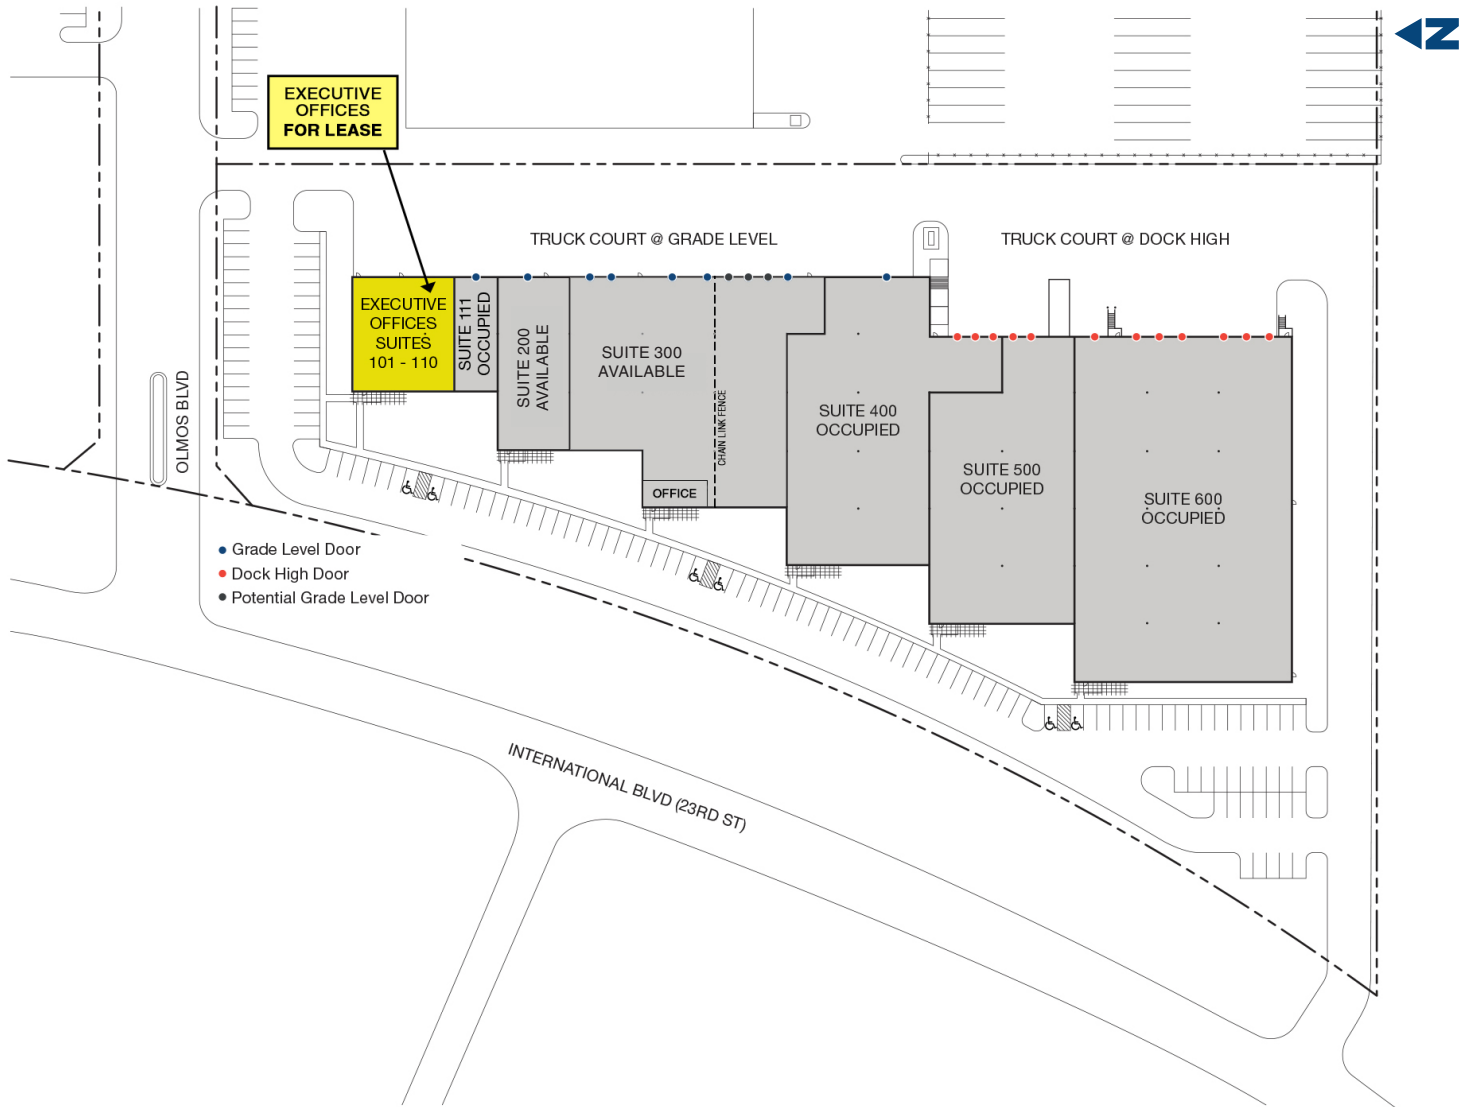 N
EXECUTIVE
OFFICES
FOR LEASE
TRUCK COURT @ GRADE LEVEL
TRUCK COURT @ DOCK HIGH
EXECUTIVE
OFFICES
SUITES
101 - 110
SUITE 111
OCCUPIED
SUITE 200
AVAILABLE
SUITE 300
AVAILABLE
CHAIN LINK FENCE
OFFICE
SUITE 400
OCCUPIED
SUITE 500
OCCUPIED
SUITE 600
OCCUPIED
OLMOS BLVD
Grade Level Door
Dock High Door
Potential Grade Level Door
INTERNATIONAL BLVD (23RD ST)